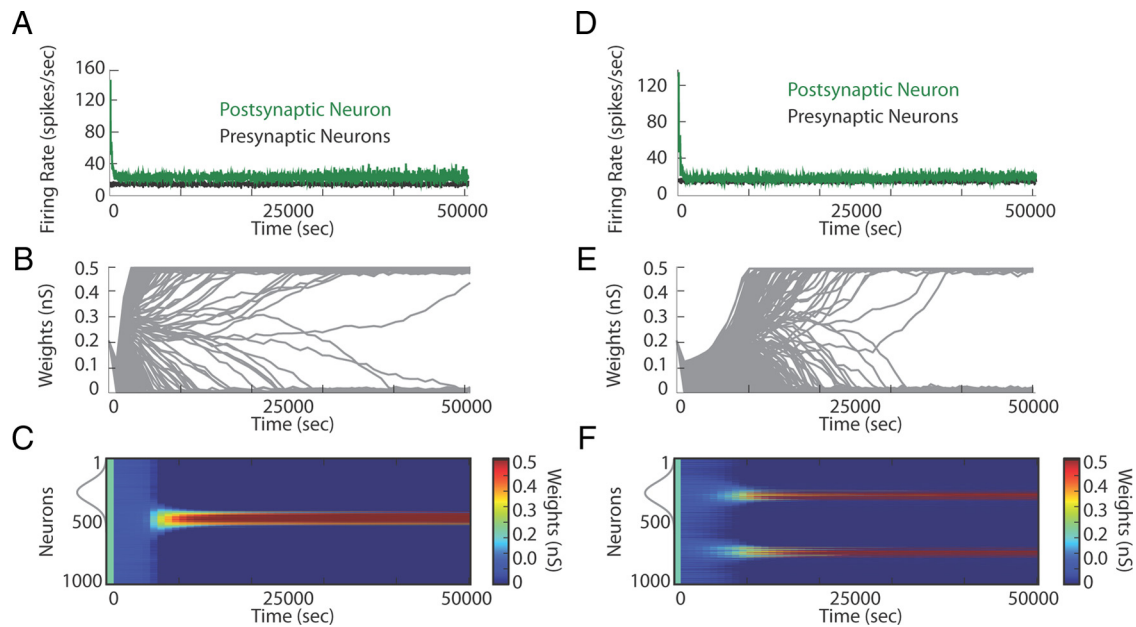 A
Firing Rate (spikes/sec)
160
120
80
40
0
Postsynaptic Neuron
Presynaptic Neurons
0 25000 50000
Time (sec)
B
Weights (nS)
0.5
0.4
0.3
0.2
0.1
0
0 25000 50000
Time (sec)
C
Neurons
1
500
1000
0 25000 50000
Time (sec)
0.5
0.4
0.3
0.2
0.0
0
Weights (nS)
D
Firing Rate (spikes/sec)
120
80
40
0
Postsynaptic Neuron
Presynaptic Neurons
0 25000 50000
Time (sec)
E
Weights (nS)
0.5
0.4
0.3
0.2
0.1
0
0 25000 50000
Time (sec)
F
Neurons
1
500
1000
0 25000 50000
Time (sec)
0.5
0.4
0.3
0.2
0.0
0
Weights (nS)